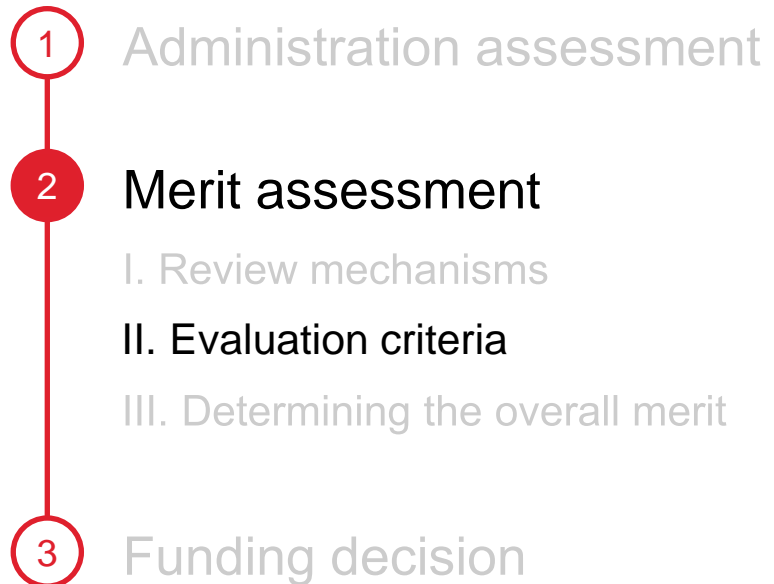 1 Administration assessment
2 Merit assessment
I. Review mechanisms
II. Evaluation criteria
III. Determining the overall merit
3 Funding decision